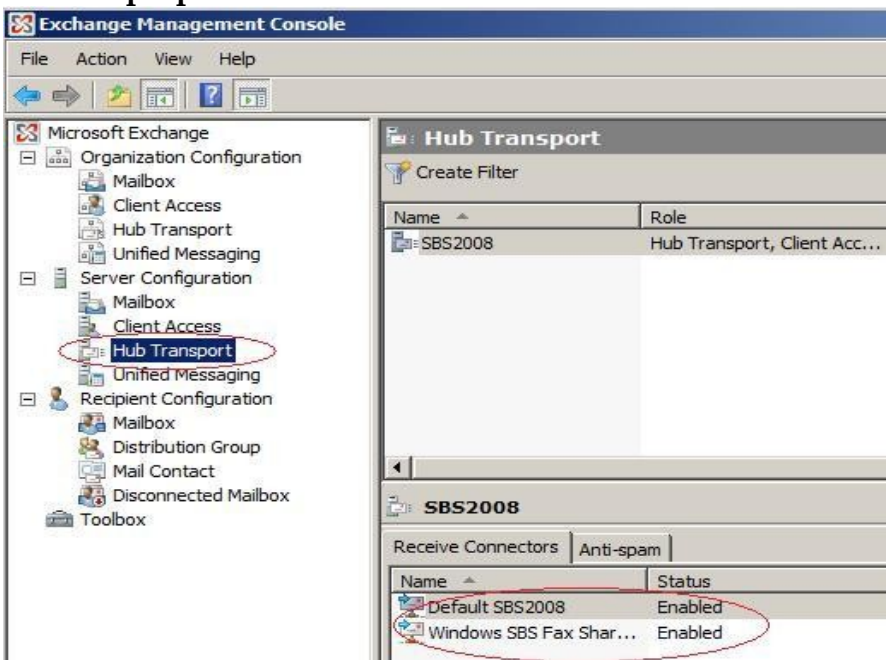 Exchange Management Console
File Action View Help
Microsoft Exchange
Organization Configuration
Mailbox
Client Access
Hub Transport
Unified Messaging
Server Configuration
Mailbox
Client Access
Hub Transport
Unified Messaging
Recipient Configuration
Mailbox
Distribution Group
Mail Contact
Disconnected Mailbox
Toolbox
Hub Transport
Create Filter
Name Role
SBS2008 Hub Transport, Client Acc...
SBS2008
Receive Connectors Anti-spam
Name Status
Default SBS2008 Enabled
Windows SBS Fax Shar... Enabled